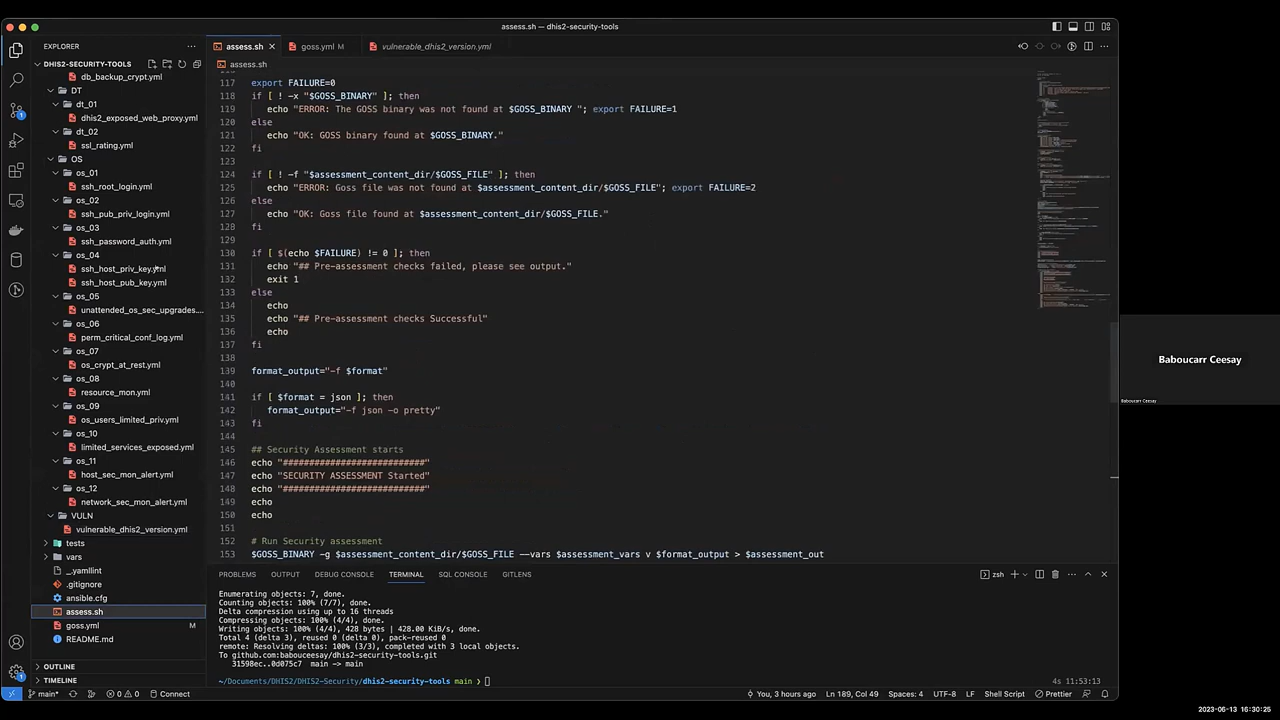 assess.sh — dhis2-security-tools
EXPLORER
DHIS2-SECURITY-TOOLS
db_backup_crypt.yml
DT
dt_01
dhis2_exposed_web_proxy.yml
dt_02
ssl_rating.yml
OS
os_01
ssh_root_login.yml
os_02
ssh_pub_priv_login.yml
os_03
ssh_password_auth.yml
os_04
ssh_host_priv_key.yml
ssh_host_pub_key.yml
os_05
unattended_os_sec_upgrades....
os_06
perm_critical_conf_log.yml
os_07
os_crypt_at_rest.yml
os_08
resource_mon.yml
os_09
os_users_limited_priv.yml
os_10
limited_services_exposed.yml
os_11
host_sec_mon_alert.yml
os_12
network_sec_mon_alert.yml
VULN
vulnerable_dhis2_version.yml
tests
vars
_.yamllint
.gitignore
ansible.cfg
assess.sh
goss.yml M
README.md
OUTLINE
TIMELINE
assess.sh
goss.yml M
vulnerable_dhis2_version.yml
assess.sh
117 export FAILURE=0
118 if [ ! -x "$GOSS_BINARY" ]; then
119 echo "ERROR: The GOSS binary was not found at $GOSS_BINARY "; export FAILURE=1
120 else
121 echo "OK: GOSS binary found at $GOSS_BINARY."
122 fi
123
124 if [ ! -f "$assessment_content_dir/$GOSS_FILE" ]; then
125 echo "ERROR: $assessment_content_dir/$GOSS_FILE"; export FAILURE=2
126 else
127 echo "OK: found at $assessment_content_dir/$GOSS_FILE."
128
129
130 $(echo $FAILURE) != 0 ]; then
131 echo "## Pre-assessment checks please see output."
132 exit 1
133 else
134 echo
135 echo "## Pre-assessment checks Successful"
136 echo
137 fi
138
139 format_output="-f $format"
140
141 if [ $format = json ]; then
142 format_output="-f json -o pretty"
143 fi
144
145 ## Security Assessment starts
146 echo "###########################"
147 echo "SECURITY ASSESSMENT Started"
148 echo "###########################"
149 echo
150 echo
151
152 # Run Security assessment
153 $GOSS_BINARY -g $assessment_content_dir/$GOSS_FILE --vars $assessment_vars v $format_output > $assessment_out
PROBLEMS OUTPUT DEBUG CONSOLE TERMINAL SQL CONSOLE GITLENS
zsh
Enumerating objects: 7, done.
Counting objects: 100% (7/7), done.
Delta compression using up to 16 threads
Compressing objects: 100% (4/4), done.
Writing objects: 100% (4/4), 428 bytes | 428.00 KiB/s, done.
Total 4 (delta 3), reused 0 (delta 0), pack-reused 0
remote: Resolving deltas: 100% (3/3), completed with 3 local objects.
To github.com:babouceesay/dhis2-security-tools.git
31598ec..0d075c7 main -> main
~/Documents/DHIS2/DHIS2-Security/dhis2-security-tools main ❯ 4s 11:53:13
main* 0 0 Connect You, 3 hours ago Ln 189, Col 49 Spaces: 4 UTF-8 LF Shell Script Prettier
Baboucarr Ceesay
Baboucarr Ceesay
2023-06-13 16:30:25